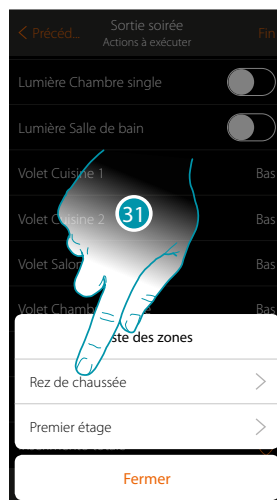 < Précéd...
Sortie soirée
Fin
Actions à exécuter
Lumière Chambre single
Lumière Salle de bain
Volet Cuisine 1 Bas
Volet Cuisine 2 Bas
31
Volet Salon Bas
Volet Chamb Bas
ste des zones
Rez de chaussée
Premier étage
Fermer